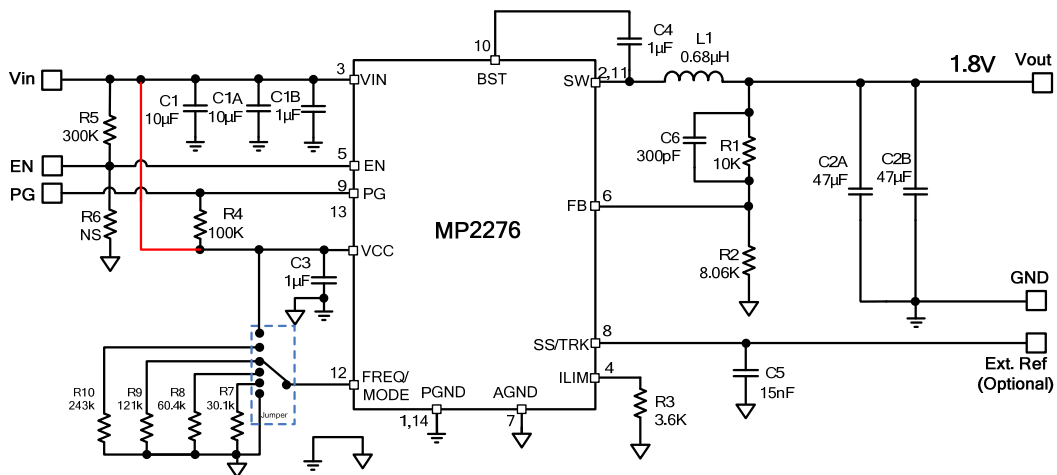 C4
1µF
L1
0.68µH
10
BST
Vin
3
VIN
SW
2,11
1.8V
Vout
C1
10µF
C1A
10µF
C1B
1µF
R5
300K
C6
300pF
R1
10K
C2A
47µF
C2B
47µF
EN
5
EN
PG
9
PG
13
R6
NS
R4
100K
MP2276
FB
6
VCC
C3
1µF
R2
8.06K
GND
SS/TRK
8
Ext. Ref
(Optional)
12
FREQ/
MODE
PGND
1,14
AGND
7
ILIM
4
C5
15nF
R3
3.6K
R10
243k
R9
121k
R8
60.4k
R7
30.1k
Jumper